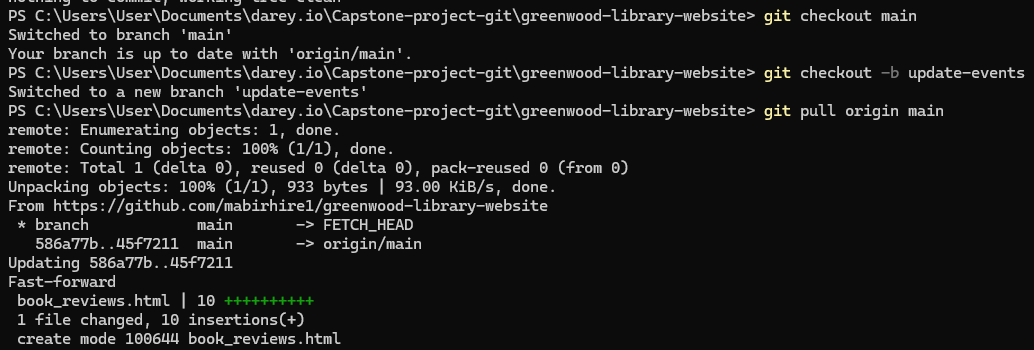 nothing to commit, working tree clean
PS C:\Users\User\Documents\darey.io\Capstone-project-git\greenwood-library-website> git checkout main
Switched to branch 'main'
Your branch is up to date with 'origin/main'.
PS C:\Users\User\Documents\darey.io\Capstone-project-git\greenwood-library-website> git checkout -b update-events
Switched to a new branch 'update-events'
PS C:\Users\User\Documents\darey.io\Capstone-project-git\greenwood-library-website> git pull origin main
remote: Enumerating objects: 1, done.
remote: Counting objects: 100% (1/1), done.
remote: Total 1 (delta 0), reused 0 (delta 0), pack-reused 0 (from 0)
Unpacking objects: 100% (1/1), 933 bytes | 93.00 KiB/s, done.
From https://github.com/mabirhire1/greenwood-library-website
 * branch            main       -> FETCH_HEAD
   586a77b..45f7211  main       -> origin/main
Updating 586a77b..45f7211
Fast-forward
 book_reviews.html | 10 ++++++++++
 1 file changed, 10 insertions(+)
 create mode 100644 book_reviews.html